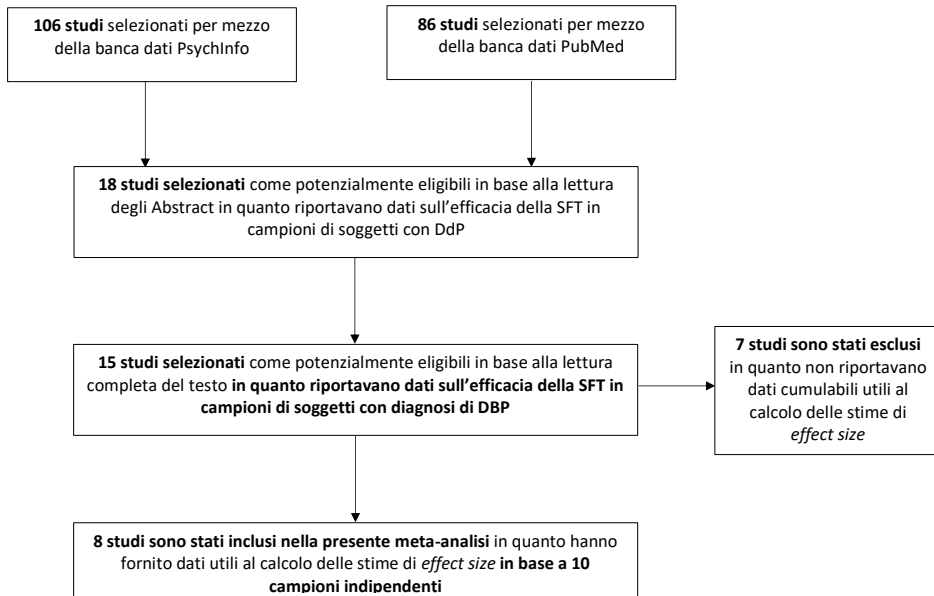 106 studi selezionati per mezzo
della banca dati PsychInfo
86 studi selezionati per mezzo
della banca dati PubMed
18 studi selezionati come potenzialmente eligibili in base alla lettura
degli Abstract in quanto riportavano dati sull’efficacia della SFT in
campioni di soggetti con DdP
15 studi selezionati come potenzialmente eligibili in base alla lettura
completa del testo in quanto riportavano dati sull’efficacia della SFT in
campioni di soggetti con diagnosi di DBP
7 studi sono stati esclusi
in quanto non riportavano
dati cumulabili utili al
calcolo delle stime di
effect size
8 studi sono stati inclusi nella presente meta-analisi in quanto hanno
fornito dati utili al calcolo delle stime di effect size in base a 10
campioni indipendenti